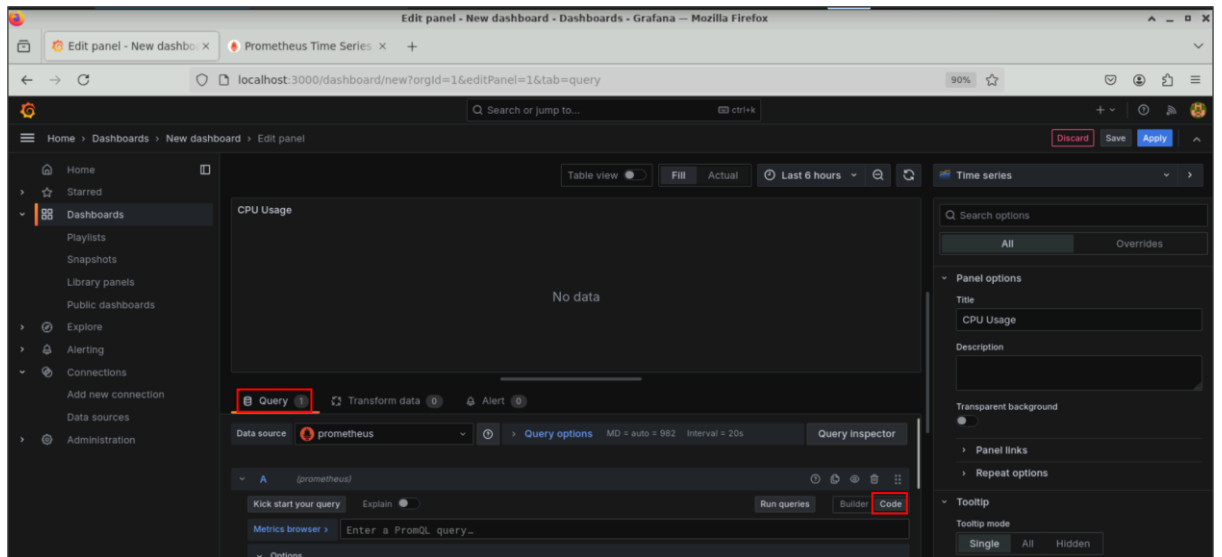 Edit panel - New dashboard - Dashboards - Grafana — Mozilla Firefox
Edit panel - New dashbo
Prometheus Time Series
localhost:3000/dashboard/new?orgId=1&editPanel=1&tab=query
90%
Search or jump to...
ctrl+k
Home › Dashboards › New dashboard › Edit panel
Discard
Save
Apply
Home
Starred
Dashboards
Playlists
Snapshots
Library panels
Public dashboards
Explore
Alerting
Connections
Add new connection
Data sources
Administration
Table view
Fill
Actual
Last 6 hours
CPU Usage
No data
Query 1
Transform data 0
Alert 0
Data source
prometheus
Query options
MD = auto = 982
Interval = 20s
Query inspector
A
(prometheus)
Kick start your query
Explain
Run queries
Builder
Code
Metrics browser >
Enter a PromQL query…
Options
Time series
Search options
All
Overrides
Panel options
Title
CPU Usage
Description
Transparent background
Panel links
Repeat options
Tooltip
Tooltip mode
Single
All
Hidden